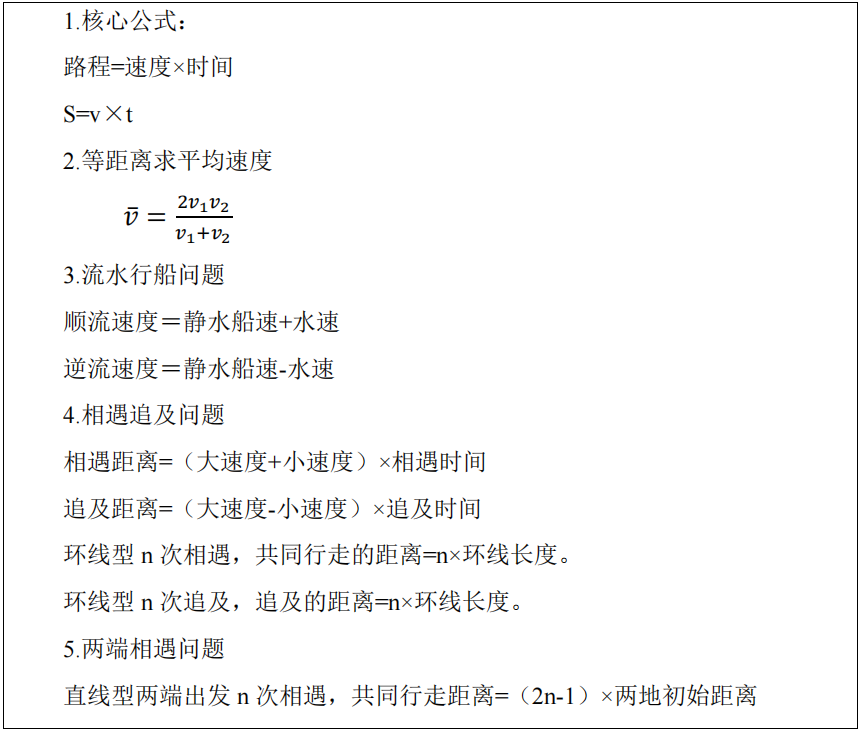 1.核心公式：
路程=速度×时间
S=v×t
2.等距离求平均速度
v̄ = 2v₁v₂/(v₁+v₂)
3.流水行船问题
顺流速度＝静水船速+水速
逆流速度＝静水船速-水速
4.相遇追及问题
相遇距离=（大速度+小速度）×相遇时间
追及距离=（大速度-小速度）×追及时间
环线型 n 次相遇，共同行走的距离=n×环线长度。
环线型 n 次追及，追及的距离=n×环线长度。
5.两端相遇问题
直线型两端出发 n 次相遇，共同行走距离=（2n-1）×两地初始距离